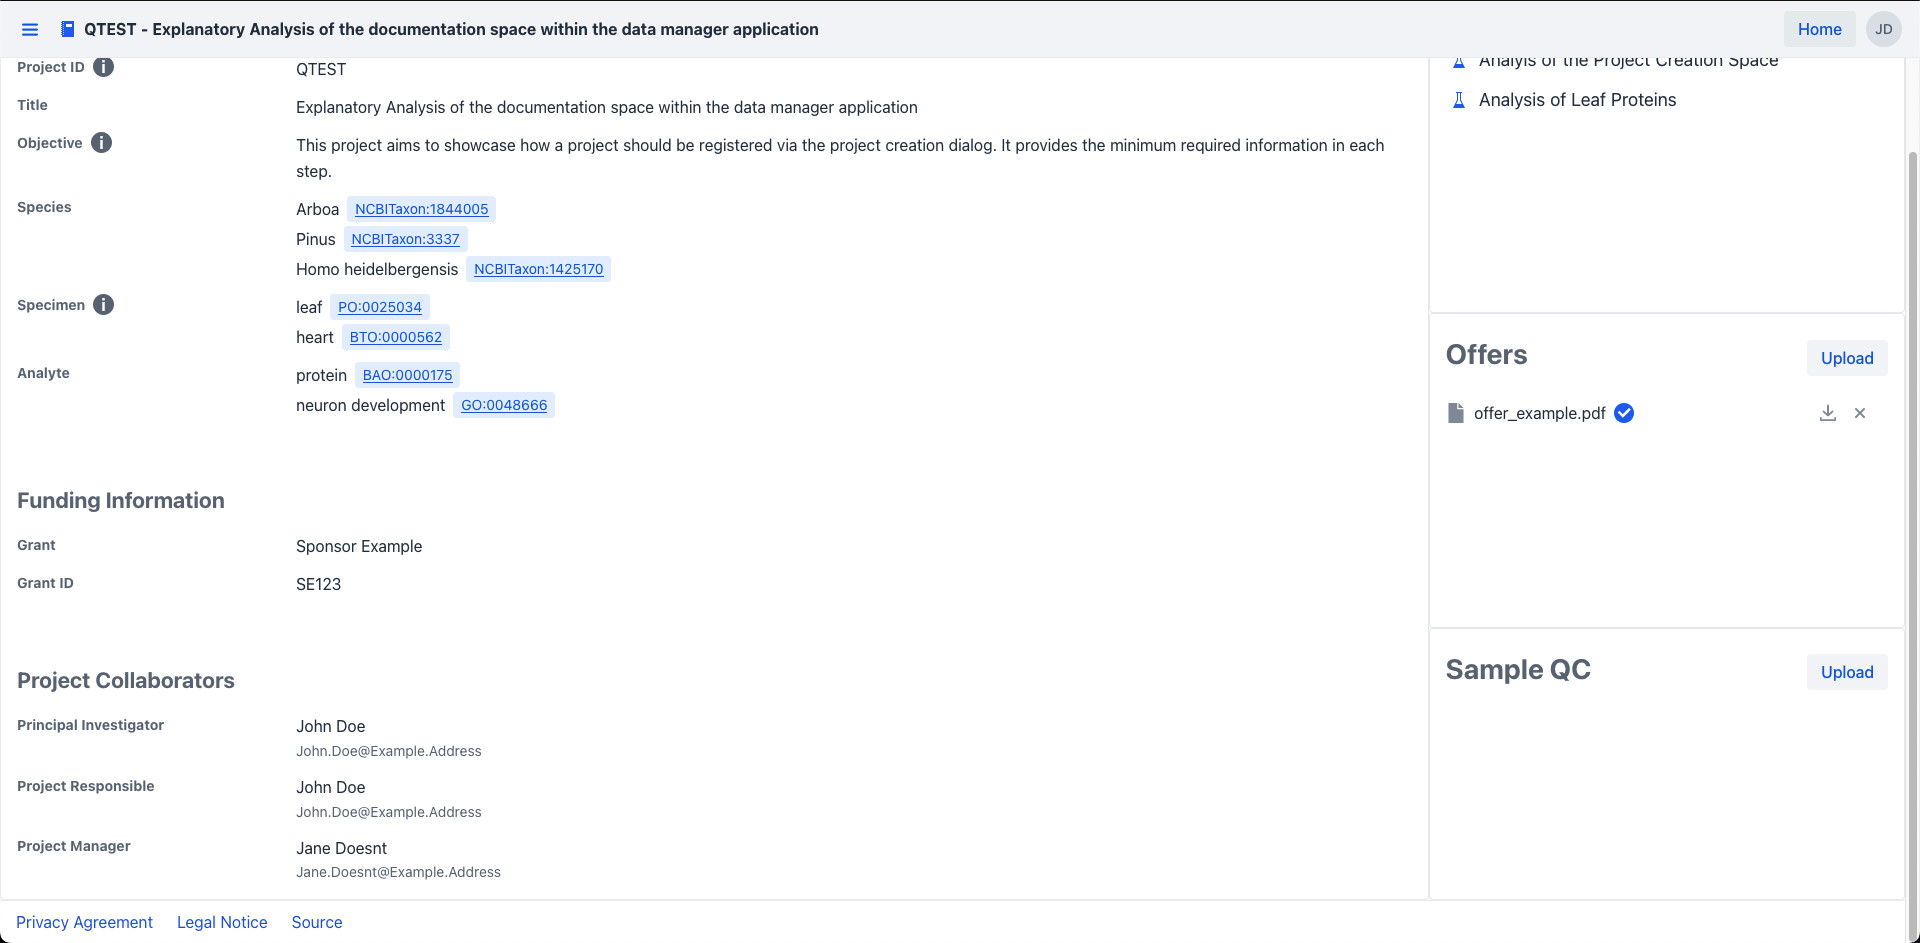 QTEST - Explanatory Analysis of the documentation space within the data manager application
Home
JD
Project ID i
QTEST
Title
Explanatory Analysis of the documentation space within the data manager application
Objective i
This project aims to showcase how a project should be registered via the project creation dialog. It provides the minimum required information in each
step.
Species
Arboa NCBITaxon:1844005
Pinus NCBITaxon:3337
Homo heidelbergensis NCBITaxon:1425170
Specimen i
leaf PO:0025034
heart BTO:0000562
Analyte
protein BAO:0000175
neuron development GO:0048666
Funding Information
Grant
Sponsor Example
Grant ID
SE123
Project Collaborators
Principal Investigator
John Doe
John.Doe@Example.Address
Project Responsible
John Doe
John.Doe@Example.Address
Project Manager
Jane Doesnt
Jane.Doesnt@Example.Address
Analyis of the Project Creation Space
Analysis of Leaf Proteins
Offers
Upload
offer_example.pdf
Sample QC
Upload
Privacy Agreement
Legal Notice
Source